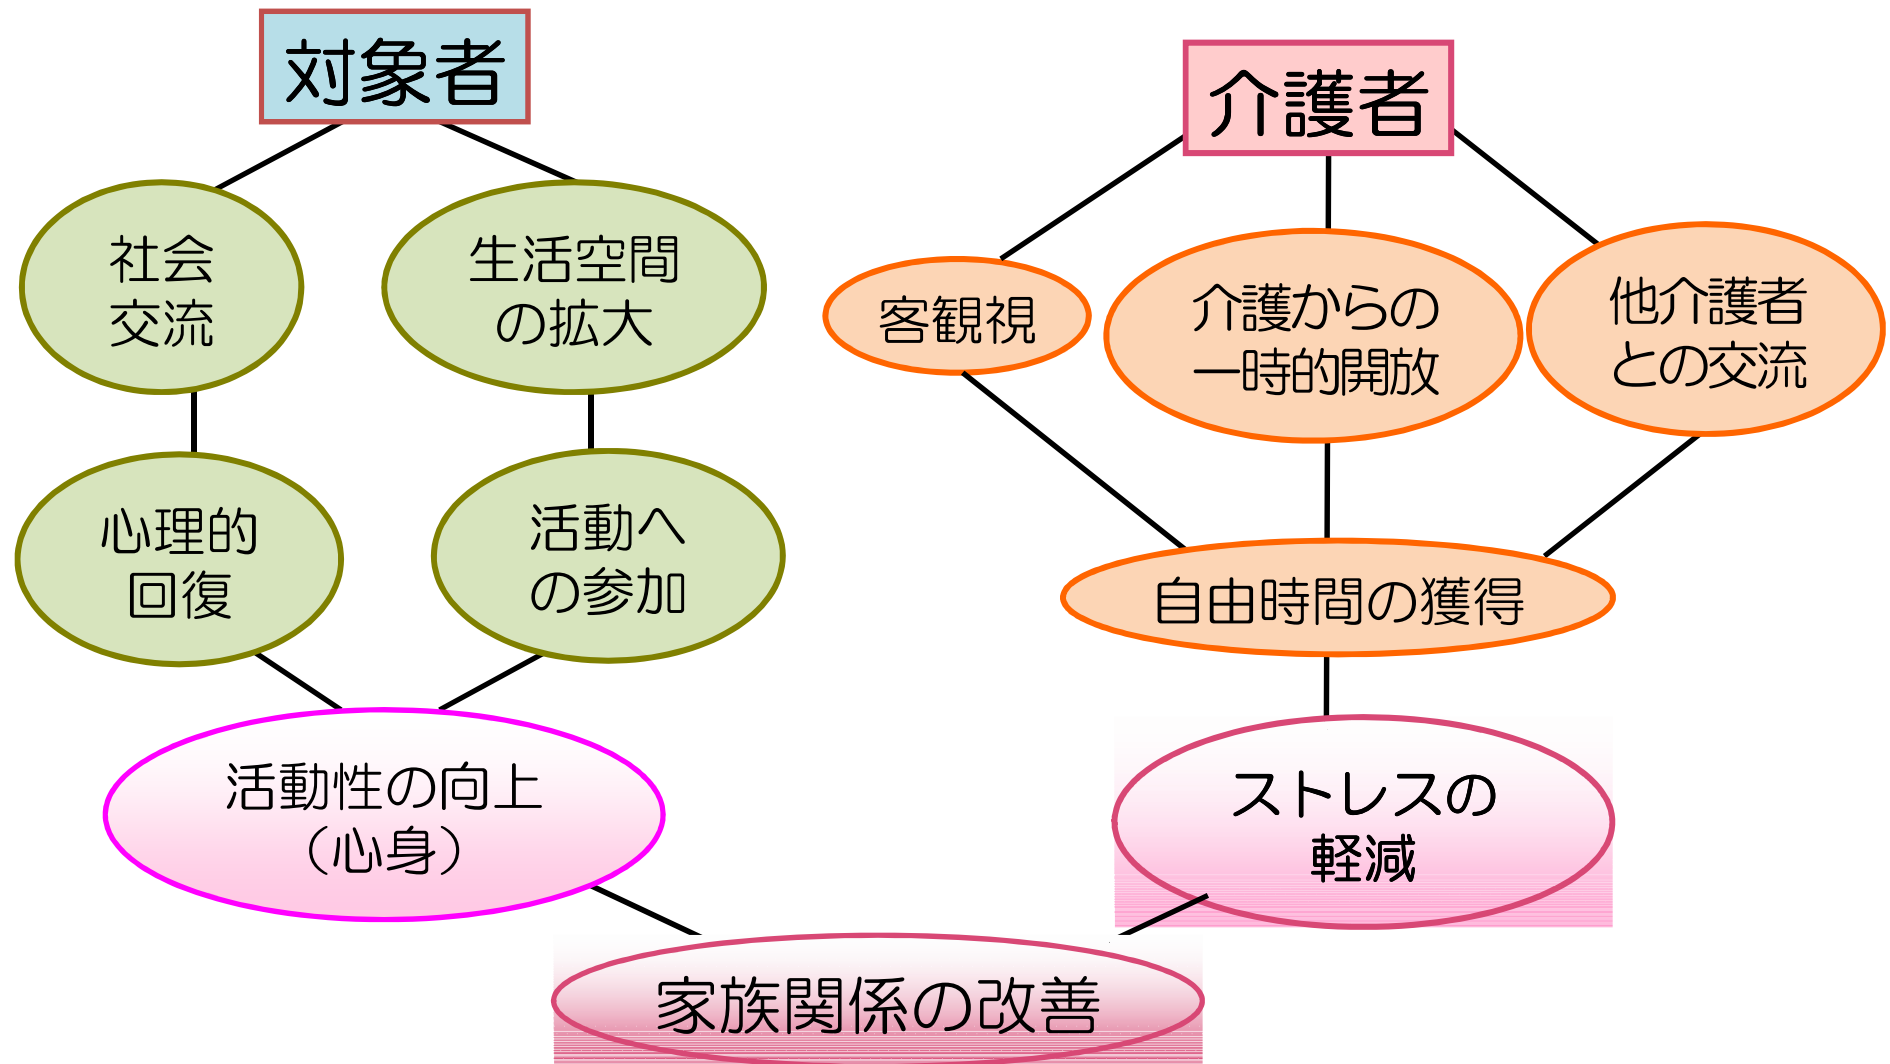 対象者
介護者
社会
交流
生活空間
の拡大
客観視
介護からの
一時的開放
他介護者
との交流
心理的
回復
活動へ
の参加
自由時間の獲得
活動性の向上
（心身）
ストレスの
軽減
家族関係の改善